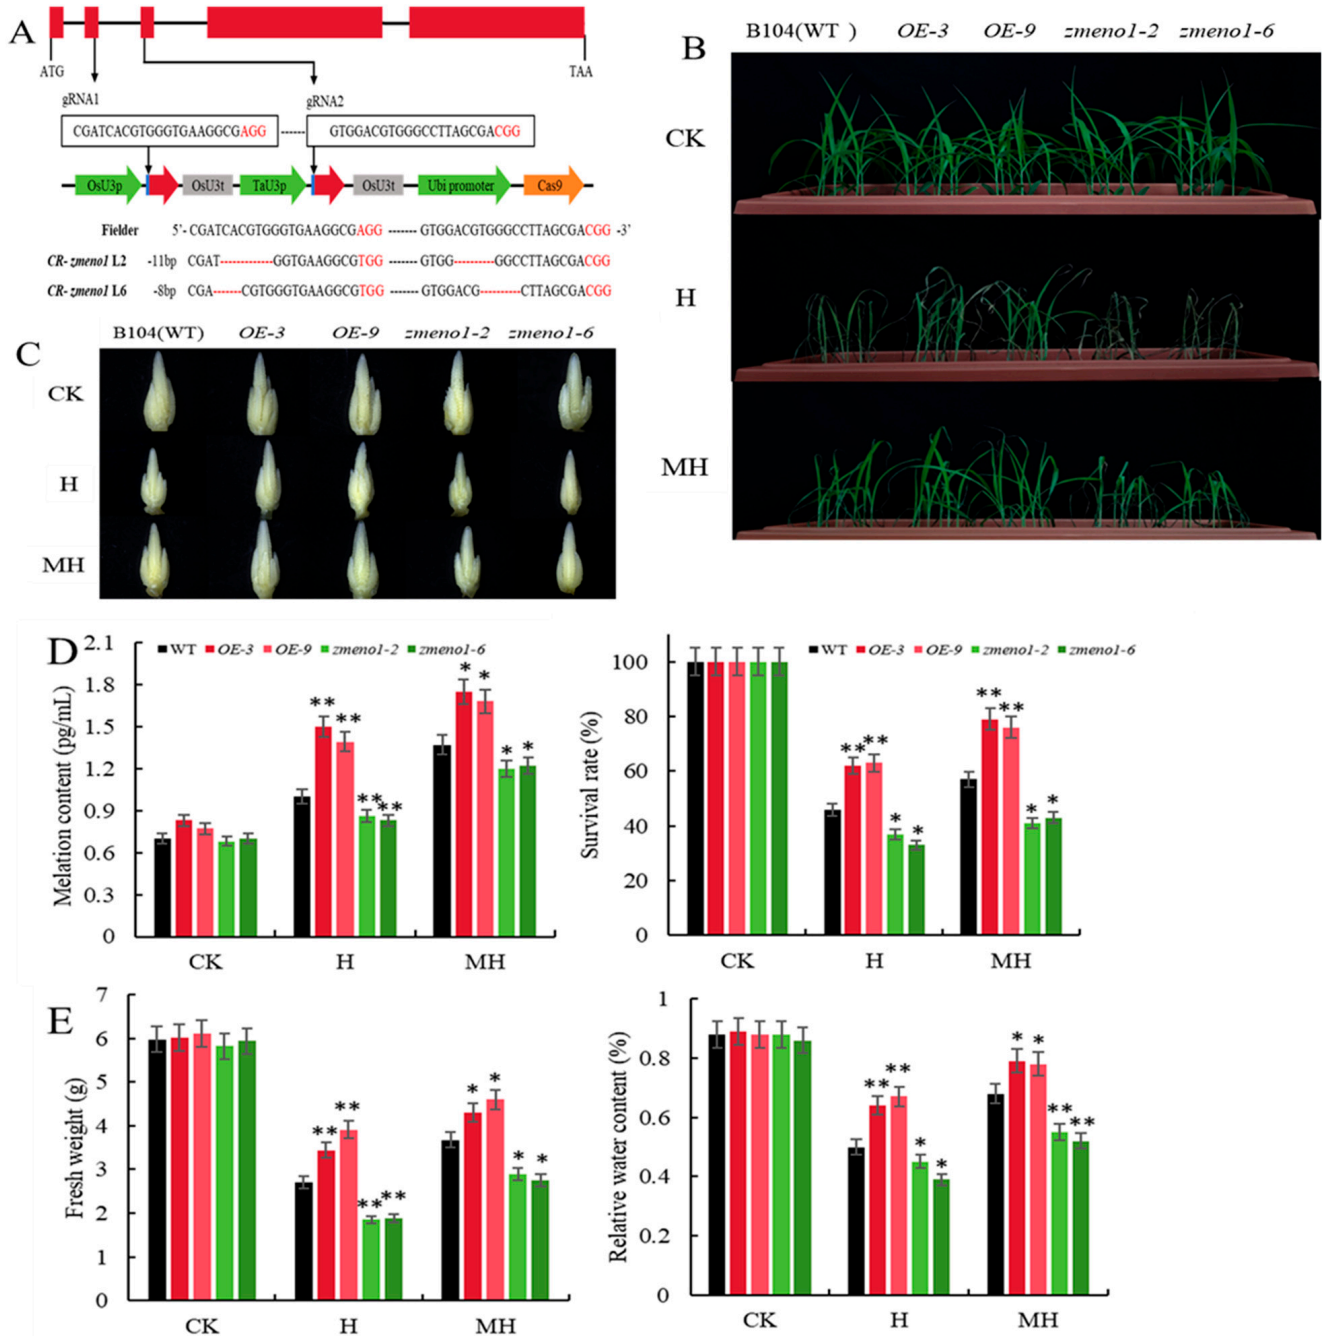 A
ATG
TAA
gRNA1
gRNA2
CGATCACGTGGGTGAAGGCGAGG
GTGGACGTGGGCCTTAGCGACGG
OsU3p
OsU3t
TaU3p
OsU3t
Ubi promoter
Cas9
Fielder 5’- CGATCACGTGGGTGAAGGCGAGG ------- GTGGACGTGGGCCTTAGCGACGG -3’
CR- zmeno1 L2 -11bp CGAT-----------GGTGAAGGCGTGG ------- GTGG--------GGCCTTAGCGACGG
CR- zmeno1 L6 -8bp CGA------CGTGGGTGAAGGCGTGG ------- GTGGACG--------CTTAGCGACGG
B
B104(WT ) OE-3 OE-9 zmeno1-2 zmeno1-6
CK
H
MH
C
B104(WT) OE-3 OE-9 zmeno1-2 zmeno1-6
CK
H
MH
D
WT OE-3 OE-9 zmeno1-2 zmeno1-6
Melation content (pg/mL)
2.1
1.8
1.5
1.2
0.9
0.6
0.3
0
** ** ** **
* * * *
CK H MH
WT OE-3 OE-9 zmeno1-2 zmeno1-6
Survival rate (%)
100
80
60
40
20
0
** ** * *
** ** * *
CK H MH
E
Fresh weight (g)
7
6
5
4
3
2
1
0
** ** ** **
* * * *
CK H MH
Relative water content (%)
1
0.8
0.6
0.4
0.2
0
** ** * *
* * ** **
CK H MH